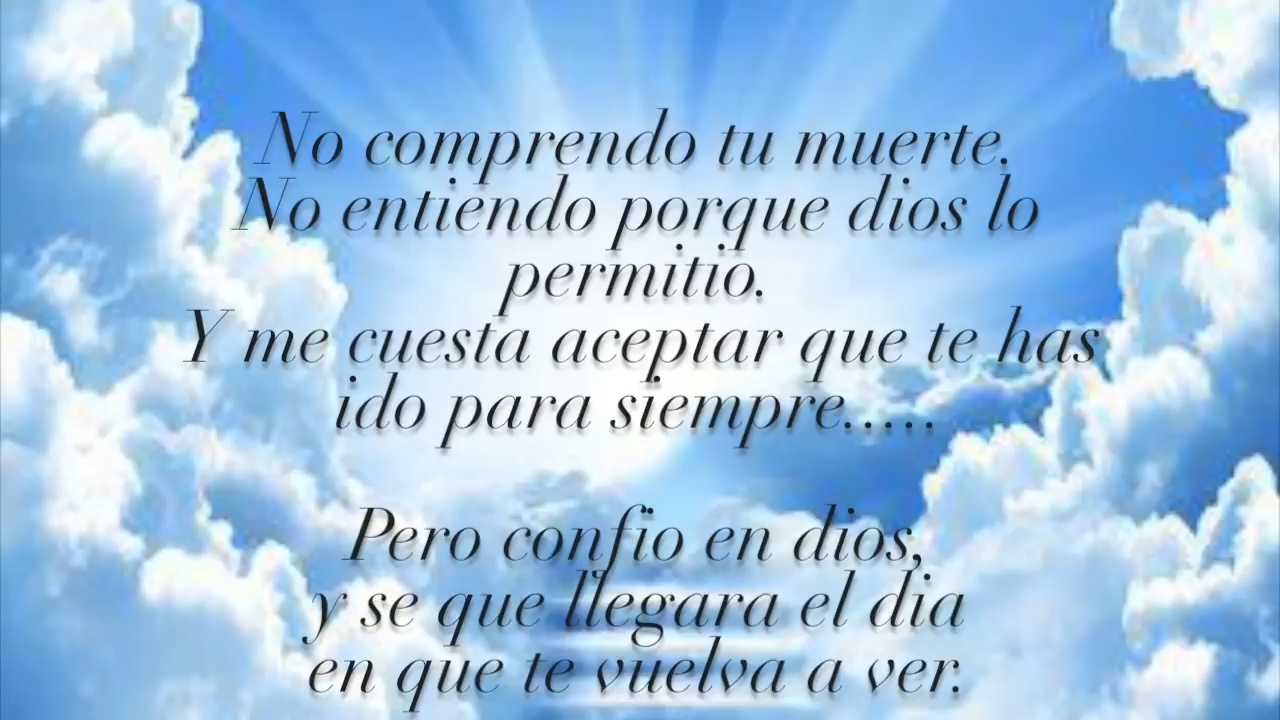 No comprendo tu muerte.
No entiendo porque dios lo
permitio.
Y me cuesta aceptar que te has
ido para siempre.....
Pero confio en dios,
y se que llegara el dia
en que te vuelva a ver.